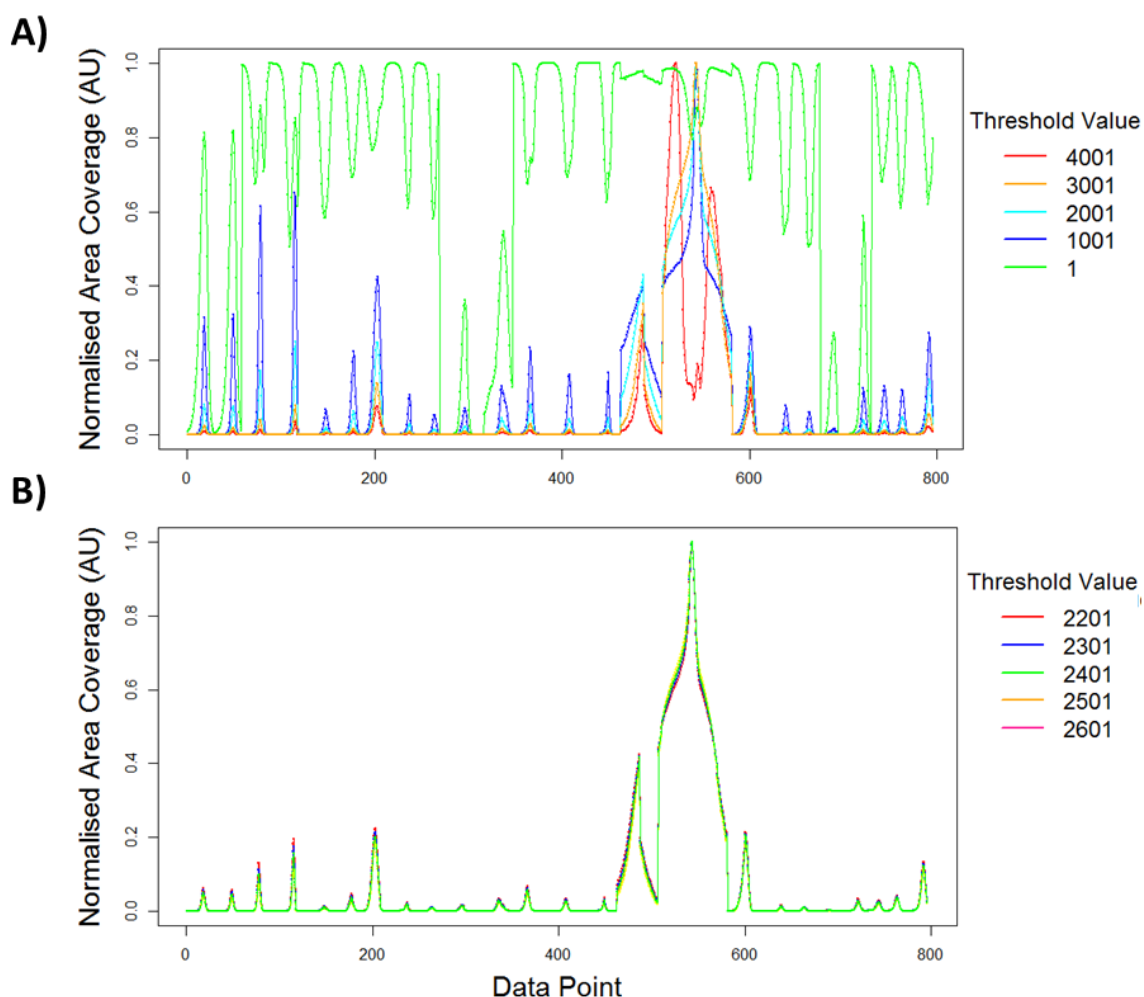 A)
Normalised Area Coverage (AU)
1.0
0.8
0.6
0.4
0.2
0.0
0 200 400 600 800
Threshold Value
4001
3001
2001
1001
1
B)
Normalised Area Coverage (AU)
1.0
0.8
0.6
0.4
0.2
0.0
0 200 400 600 800
Data Point
Threshold Value
2201
2301
2401
2501
2601